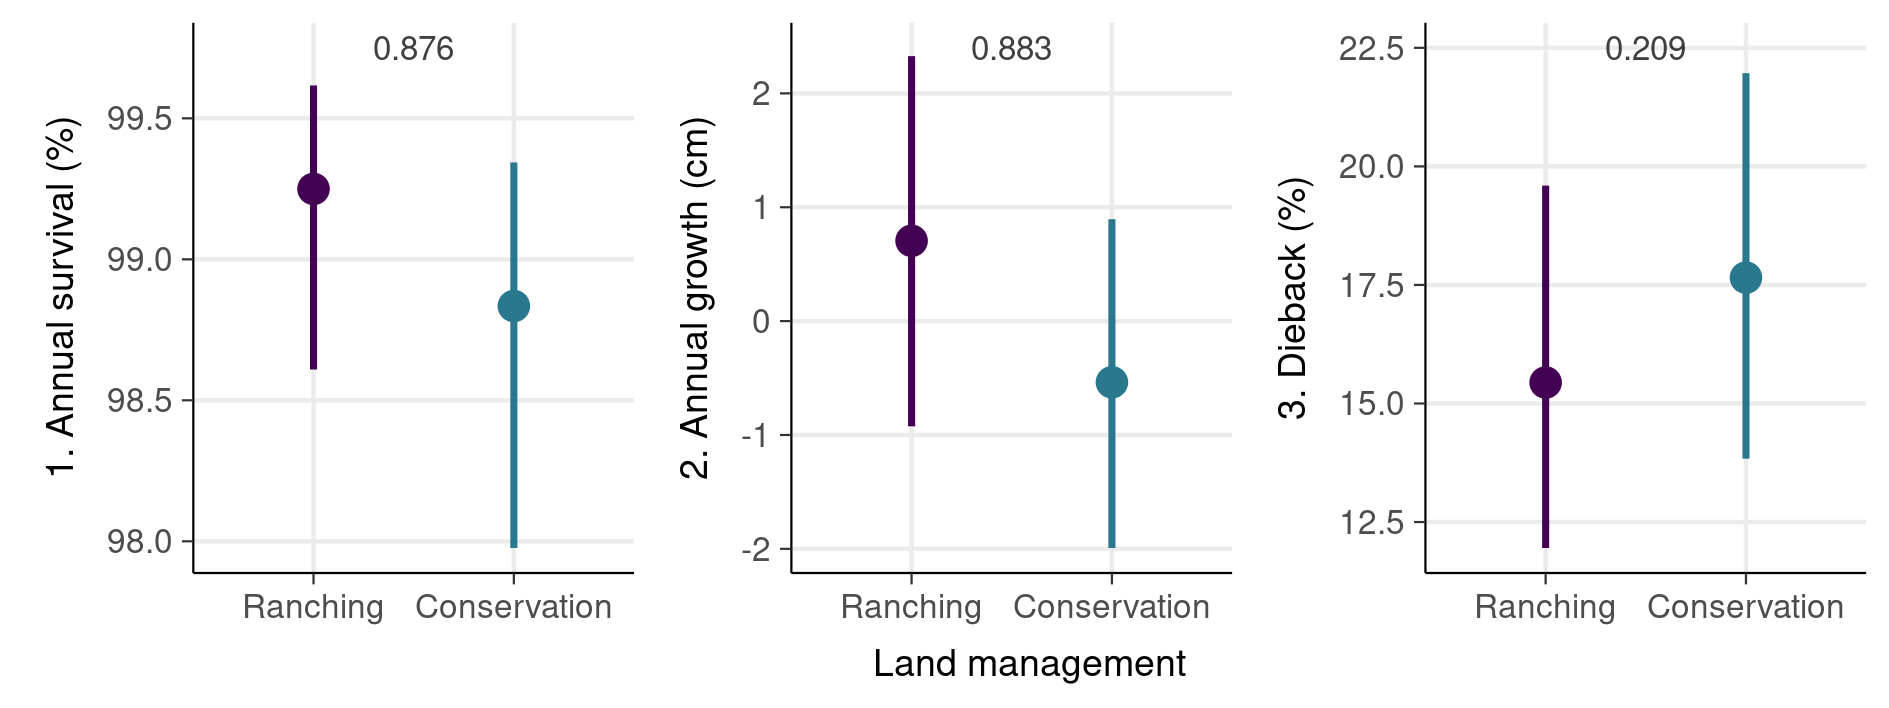 1. Annual survival (%)
99.5
99.0
98.5
98.0
0.876
Ranching
Conservation
2. Annual growth (cm)
2
1
0
-1
-2
0.883
Ranching
Conservation
3. Dieback (%)
22.5
20.0
17.5
15.0
12.5
0.209
Ranching
Conservation
Land management